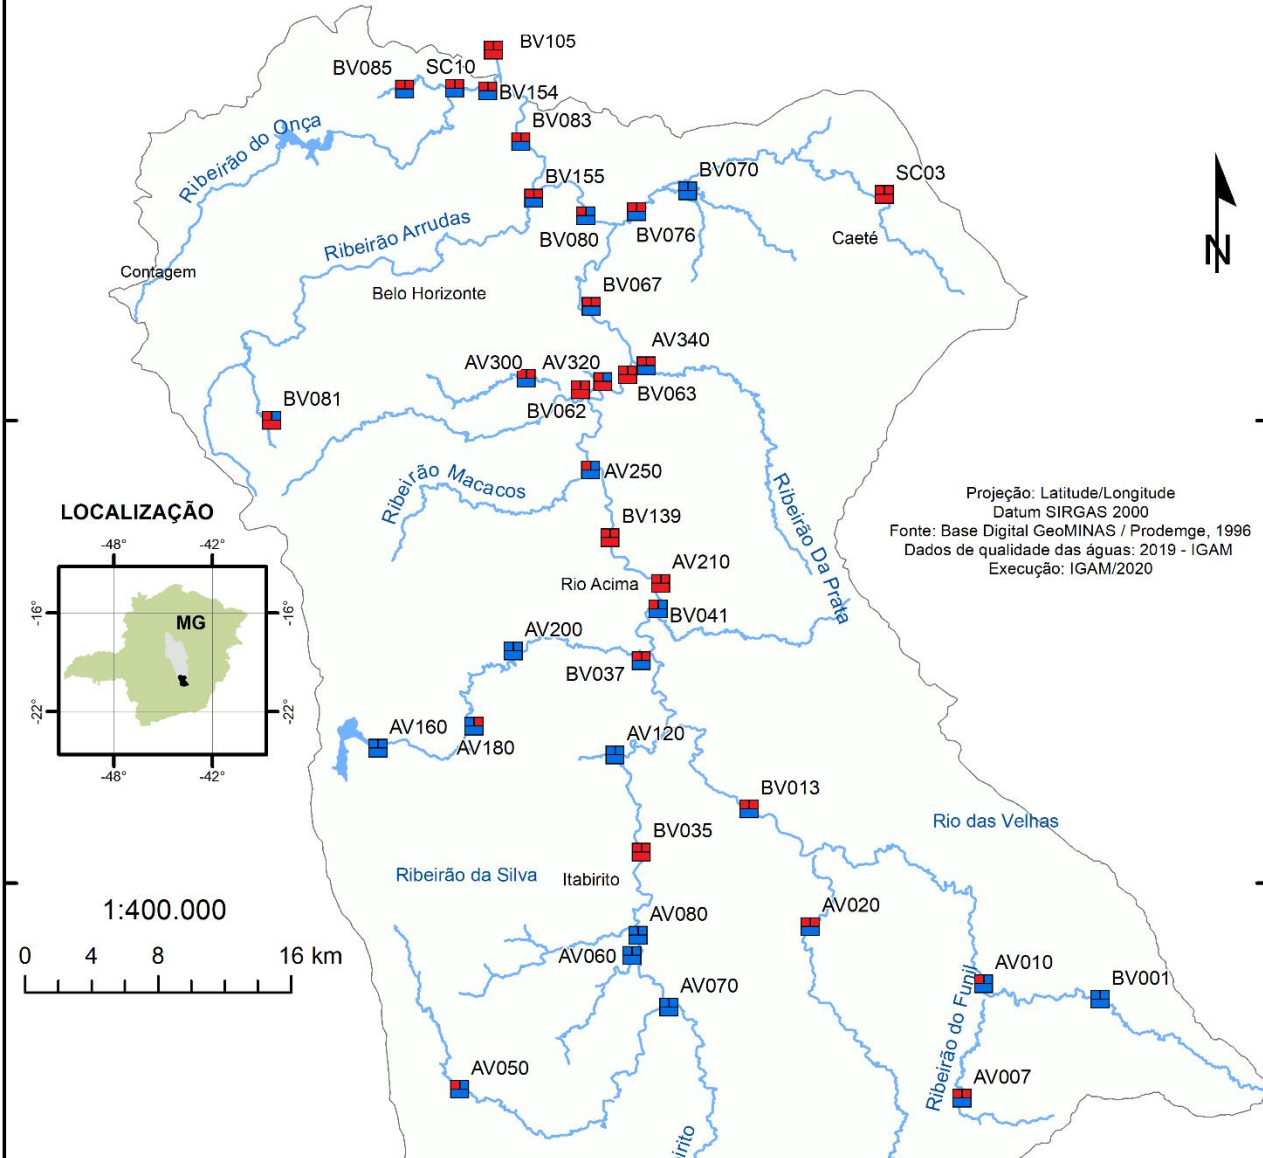 BV105
BV085
SC10
BV154
BV083
Ribeirão do Onça
BV155
BV070
SC03
Ribeirão Arrudas
BV080
BV076
Caeté
Contagem
Belo Horizonte
BV067
N
AV340
AV300
AV320
BV063
BV081
BV062
Ribeirão Macacos
AV250
Ribeirão Da Prata
Projeção: Latitude/Longitude
Datum SIRGAS 2000
Fonte: Base Digital GeoMINAS / Prodemge, 1996
Dados de qualidade das águas: 2019 - IGAM
Execução: IGAM/2020
LOCALIZAÇÃO
-48°
-42°
BV139
AV210
Rio Acima
-16°
-16°
MG
BV041
AV200
BV037
-22°
-22°
AV160
AV180
AV120
-48°
-42°
BV013
Rio das Velhas
BV035
Ribeirão da Silva
Itabirito
1:400.000
AV080
AV020
0 4 8 16 km
AV060
AV010
BV001
AV070
Ribeirão do Funil
AV050
AV007
irito